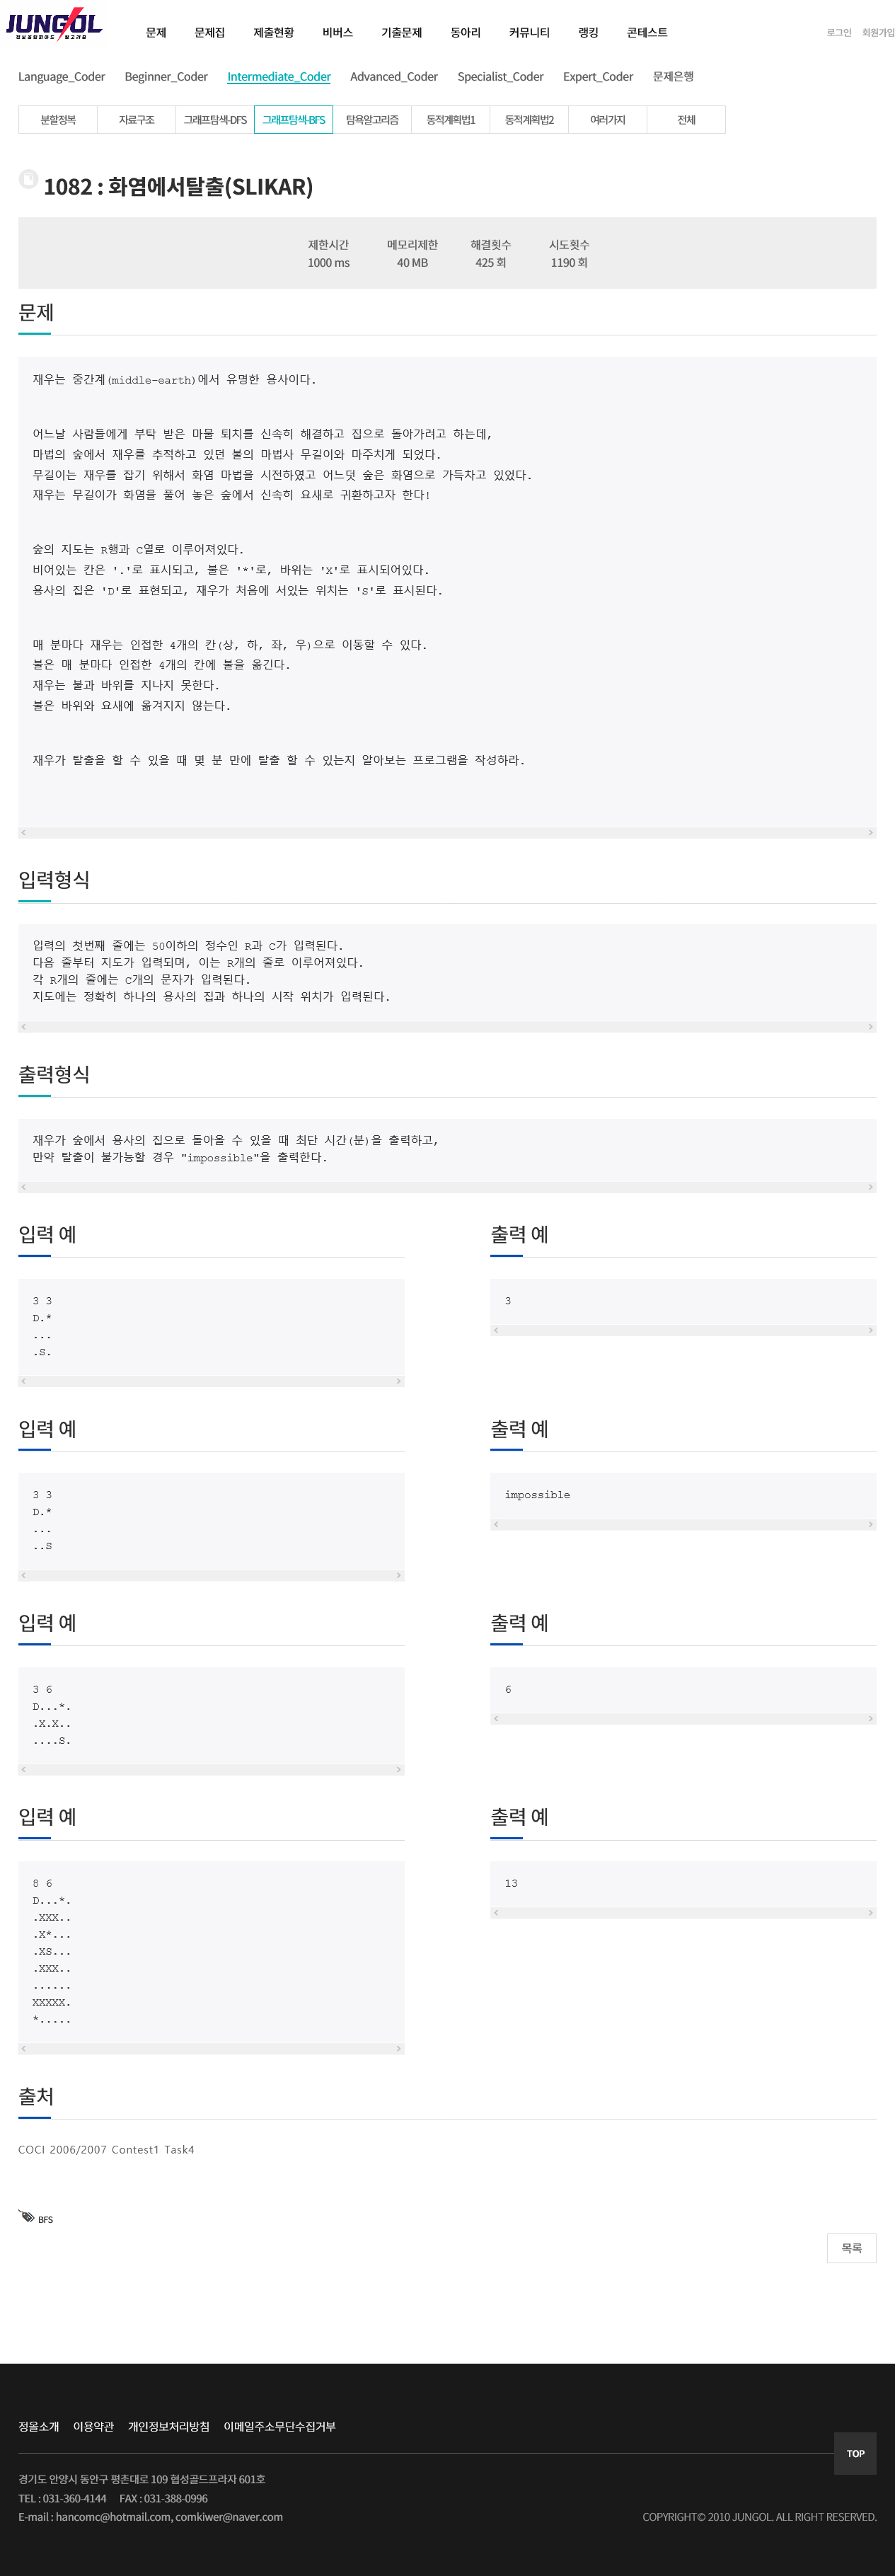 JUNGOL
정보올림피아드 & 알고리즘
문제 문제집 제출현황 비버스 기출문제 동아리 커뮤니티 랭킹 콘테스트 로그인 회원가입
Language_Coder Beginner_Coder Intermediate_Coder Advanced_Coder Specialist_Coder Expert_Coder 문제은행
분할정복 자료구조 그래프탐색-DFS 그래프탐색-BFS 탐욕알고리즘 동적계획법1 동적계획법2 여러가지 전체
1082 : 화염에서탈출(SLIKAR)
제한시간 메모리제한 해결횟수 시도횟수
1000 ms 40 MB 425 회 1190 회
문제
재우는 중간계(middle-earth)에서 유명한 용사이다.
어느날 사람들에게 부탁 받은 마물 퇴치를 신속히 해결하고 집으로 돌아가려고 하는데,
마법의 숲에서 재우를 추적하고 있던 불의 마법사 무길이와 마주치게 되었다.
무길이는 재우를 잡기 위해서 화염 마법을 시전하였고 어느덧 숲은 화염으로 가득차고 있었다.
재우는 무길이가 화염을 풀어 놓은 숲에서 신속히 요새로 귀환하고자 한다!
숲의 지도는 R행과 C열로 이루어져있다.
비어있는 칸은 '.'로 표시되고, 불은 '*'로, 바위는 'X'로 표시되어있다.
용사의 집은 'D'로 표현되고, 재우가 처음에 서있는 위치는 'S'로 표시된다.
매 분마다 재우는 인접한 4개의 칸(상, 하, 좌, 우)으로 이동할 수 있다.
불은 매 분마다 인접한 4개의 칸에 불을 옮긴다.
재우는 불과 바위를 지나지 못한다.
불은 바위와 요새에 옮겨지지 않는다.
재우가 탈출을 할 수 있을 때 몇 분 만에 탈출 할 수 있는지 알아보는 프로그램을 작성하라.
입력형식
입력의 첫번째 줄에는 50이하의 정수인 R과 C가 입력된다.
다음 줄부터 지도가 입력되며, 이는 R개의 줄로 이루어져있다.
각 R개의 줄에는 C개의 문자가 입력된다.
지도에는 정확히 하나의 용사의 집과 하나의 시작 위치가 입력된다.
출력형식
재우가 숲에서 용사의 집으로 돌아올 수 있을 때 최단 시간(분)을 출력하고,
만약 탈출이 불가능할 경우 "impossible"을 출력한다.
입력 예
3 3
D.*
...
.S.
출력 예
3
입력 예
3 3
D.*
...
..S
출력 예
impossible
입력 예
3 6
D...*.
.X.X..
....S.
출력 예
6
입력 예
8 6
D...*.
.XXX..
.X*...
.XS...
.XXX..
......
XXXXX.
*.....
출력 예
13
출처
COCI 2006/2007 Contest1 Task4
BFS
목록
정올소개 이용약관 개인정보처리방침 이메일주소무단수집거부
TOP
경기도 안양시 동안구 평촌대로 109 협성골드프라자 601호
TEL : 031-360-4144 FAX : 031-388-0996
E-mail : hancomc@hotmail.com, comkiwer@naver.com
COPYRIGHT© 2010 JUNGOL. ALL RIGHT RESERVED.